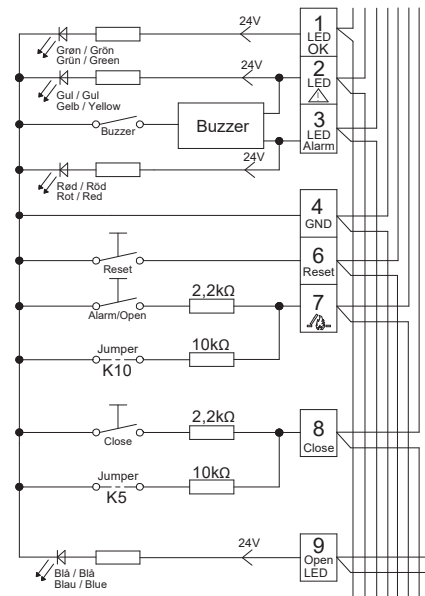 24V
1
LED
OK
Grøn / Grön
Grün / Green
24V
2
LED
Gul / Gul
Gelb / Yellow
Buzzer
Buzzer
3
LED
Alarm
24V
Rød / Röd
Rot / Red
4
GND
6
Reset
Reset
2,2kΩ
7
Alarm/Open
Jumper
10kΩ
K10
2,2kΩ
8
Close
Close
Jumper
10kΩ
K5
24V
9
Open
LED
Blå / Blå
Blau / Blue